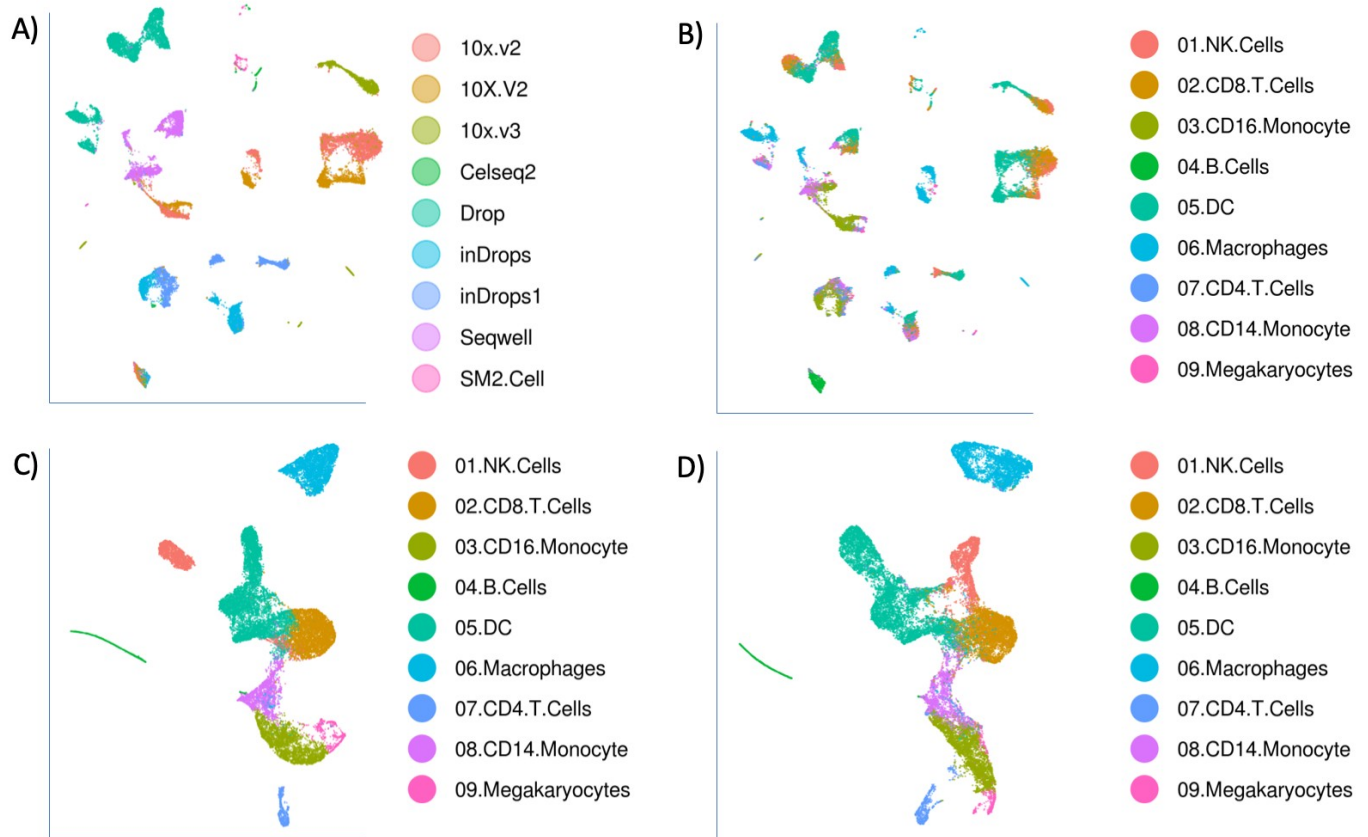 A)
10x.v2
10X.V2
10x.v3
Celseq2
Drop
inDrops
inDrops1
Seqwell
SM2.Cell
B)
01.NK.Cells
02.CD8.T.Cells
03.CD16.Monocyte
04.B.Cells
05.DC
06.Macrophages
07.CD4.T.Cells
08.CD14.Monocyte
09.Megakaryocytes
C)
01.NK.Cells
02.CD8.T.Cells
03.CD16.Monocyte
04.B.Cells
05.DC
06.Macrophages
07.CD4.T.Cells
08.CD14.Monocyte
09.Megakaryocytes
D)
01.NK.Cells
02.CD8.T.Cells
03.CD16.Monocyte
04.B.Cells
05.DC
06.Macrophages
07.CD4.T.Cells
08.CD14.Monocyte
09.Megakaryocytes